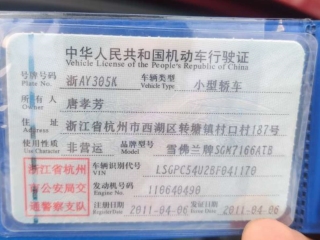 中华人民共和国机动车行驶证
Vehicle License of the People's Republic of China
号牌号码 浙AY305K 车辆类型 小型轿车
Plate No. Vehicle Type
所有人 唐孝芳
Owner
住址 浙江省杭州市西湖区转塘镇村口村187号
Address
使用性质 非营运 品牌型号 雪佛兰牌SGM7166ATB
Use Character Model
浙江省杭州市公安局交通警察支队
车辆识别代号 LSGPC54U2BF041170
VIN
发动机号码 110640490
Engine No.
注册日期 2011-04-06 发证日期 2011-04-06
Register Date Issue Date